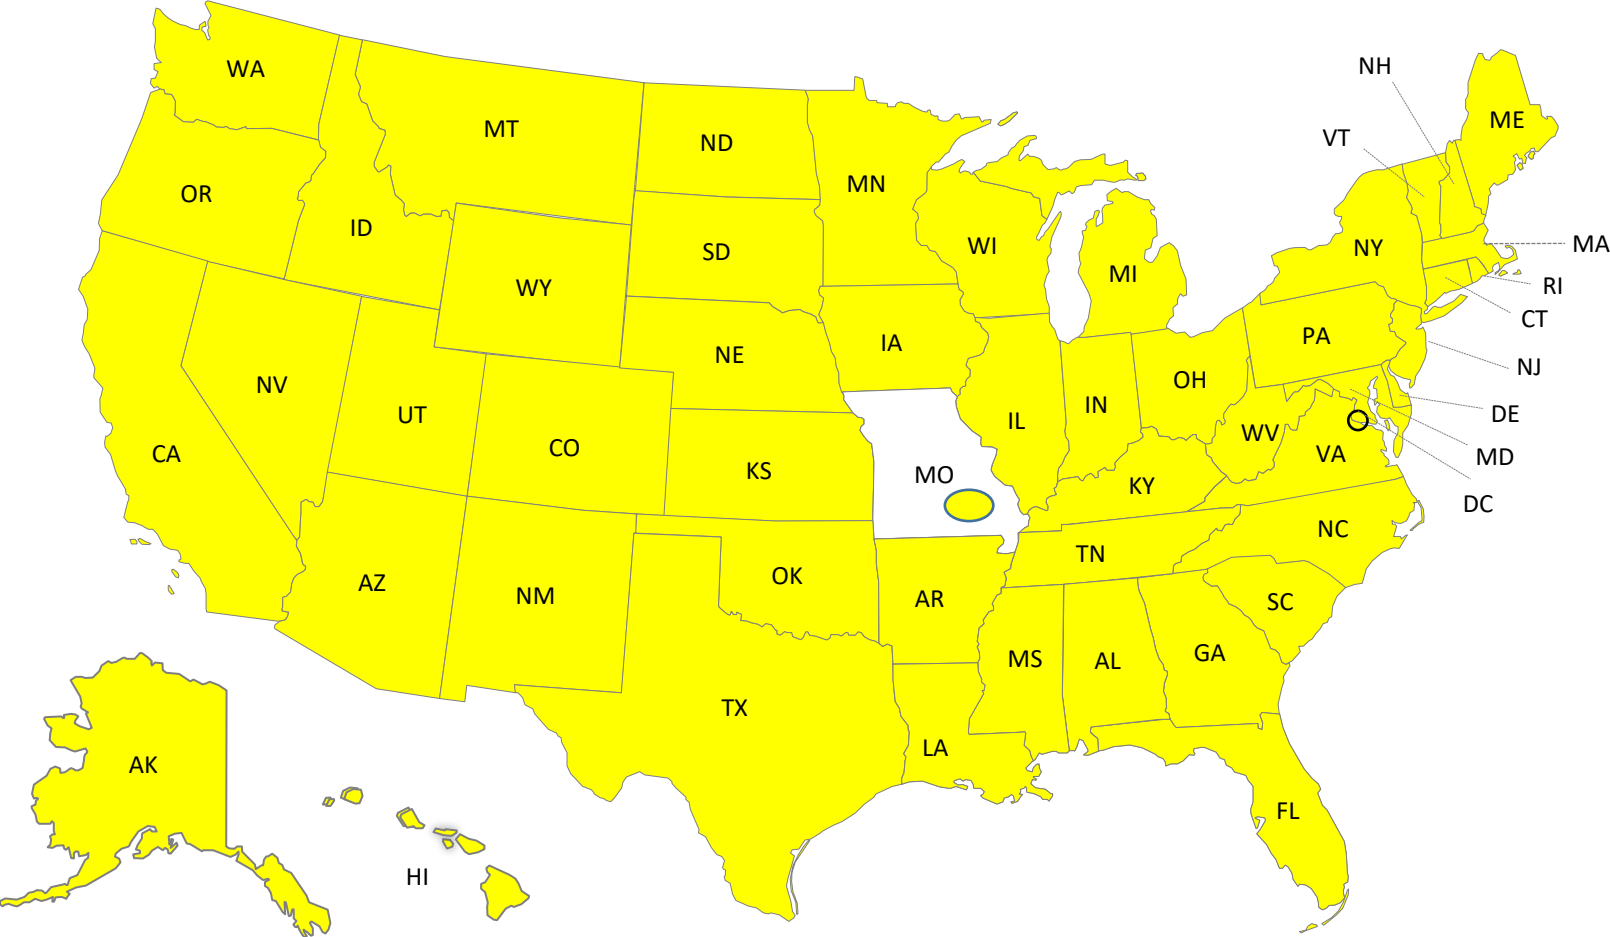 WA
MT
ND
MN
OR
ID
WY
SD
WI
MI
NH
VT
ME
NY
MA
RI
CT
NJ
PA
NE
IA
NV
UT
CO
CA
KS
MO
IL
IN
OH
WV
VA
KY
DE
MD
DC
NC
TN
AZ
NM
OK
AR
SC
MS
AL
GA
TX
LA
FL
AK
HI